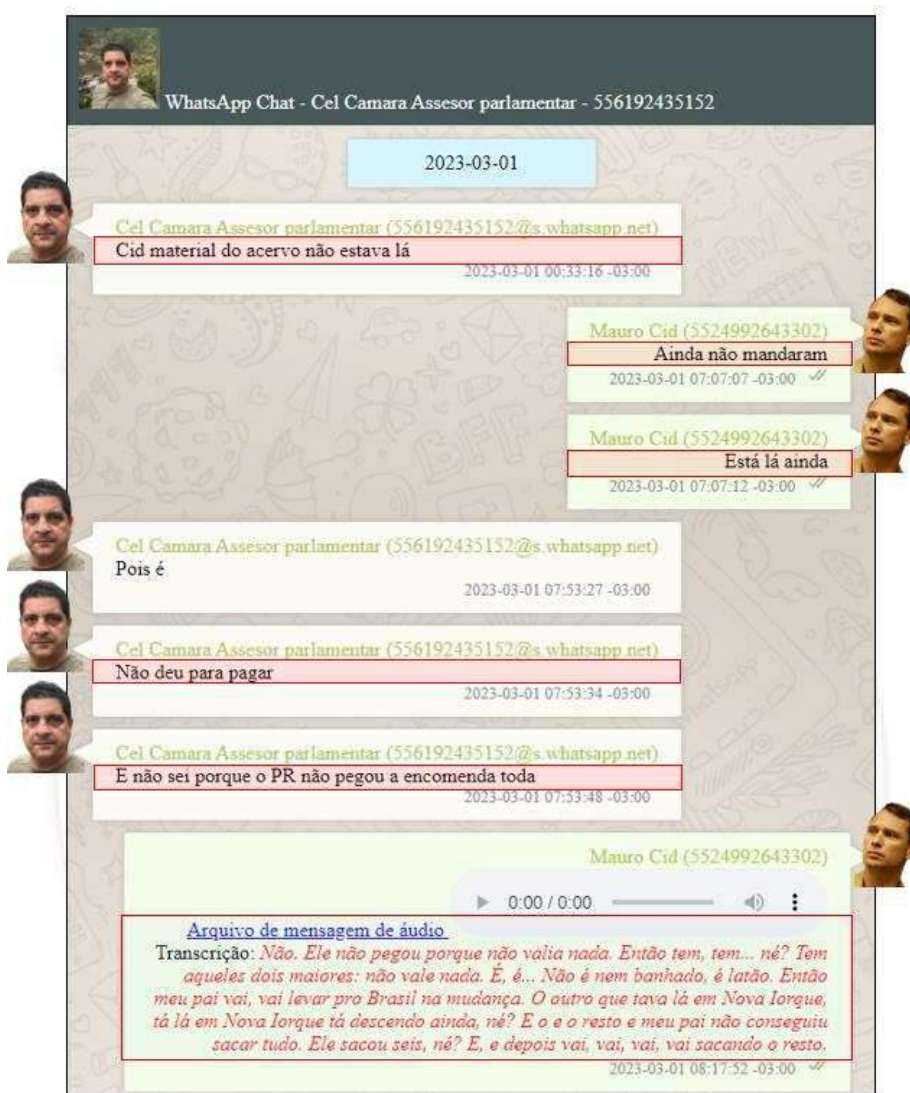 WhatsApp Chat - Cel Camara Assesor parlamentar - 556192435152
2023-03-01
Cel Camara Assesor parlamentar (556192435152@s.whatsapp.net)
Cid material do acervo não estava lá
2023-03-01 00:33:16 -03:00
Mauro Cid (5524992643302)
Ainda não mandaram
2023-03-01 07:07:07 -03:00
Mauro Cid (5524992643302)
Está lá ainda
2023-03-01 07:07:12 -03:00
Cel Camara Assesor parlamentar (556192435152@s.whatsapp.net)
Pois é
2023-03-01 07:53:27 -03:00
Cel Camara Assesor parlamentar (556192435152@s.whatsapp.net)
Não deu para pagar
2023-03-01 07:53:34 -03:00
Cel Camara Assesor parlamentar (556192435152@s.whatsapp.net)
E não sei porque o PR não pegou a encomenda toda
2023-03-01 07:53:48 -03:00
Mauro Cid (5524992643302)
0:00 / 0:00
Arquivo de mensagem de áudio
Transcrição: Não. Ele não pegou porque não valia nada. Então tem, tem... né? Tem
aqueles dois maiores: não vale nada. É, é... Não é nem banhado, é latão. Então
meu pai vai, vai levar pro Brasil na mudança. O outro que tava lá em Nova Iorque,
tá lá em Nova Iorque tá descendo ainda, né? E o e o resto e meu pai não conseguiu
sacar tudo. Ele sacou seis, né? E, e depois vai, vai, vai, vai sacando o resto.
2023-03-01 08:17:52 -03:00